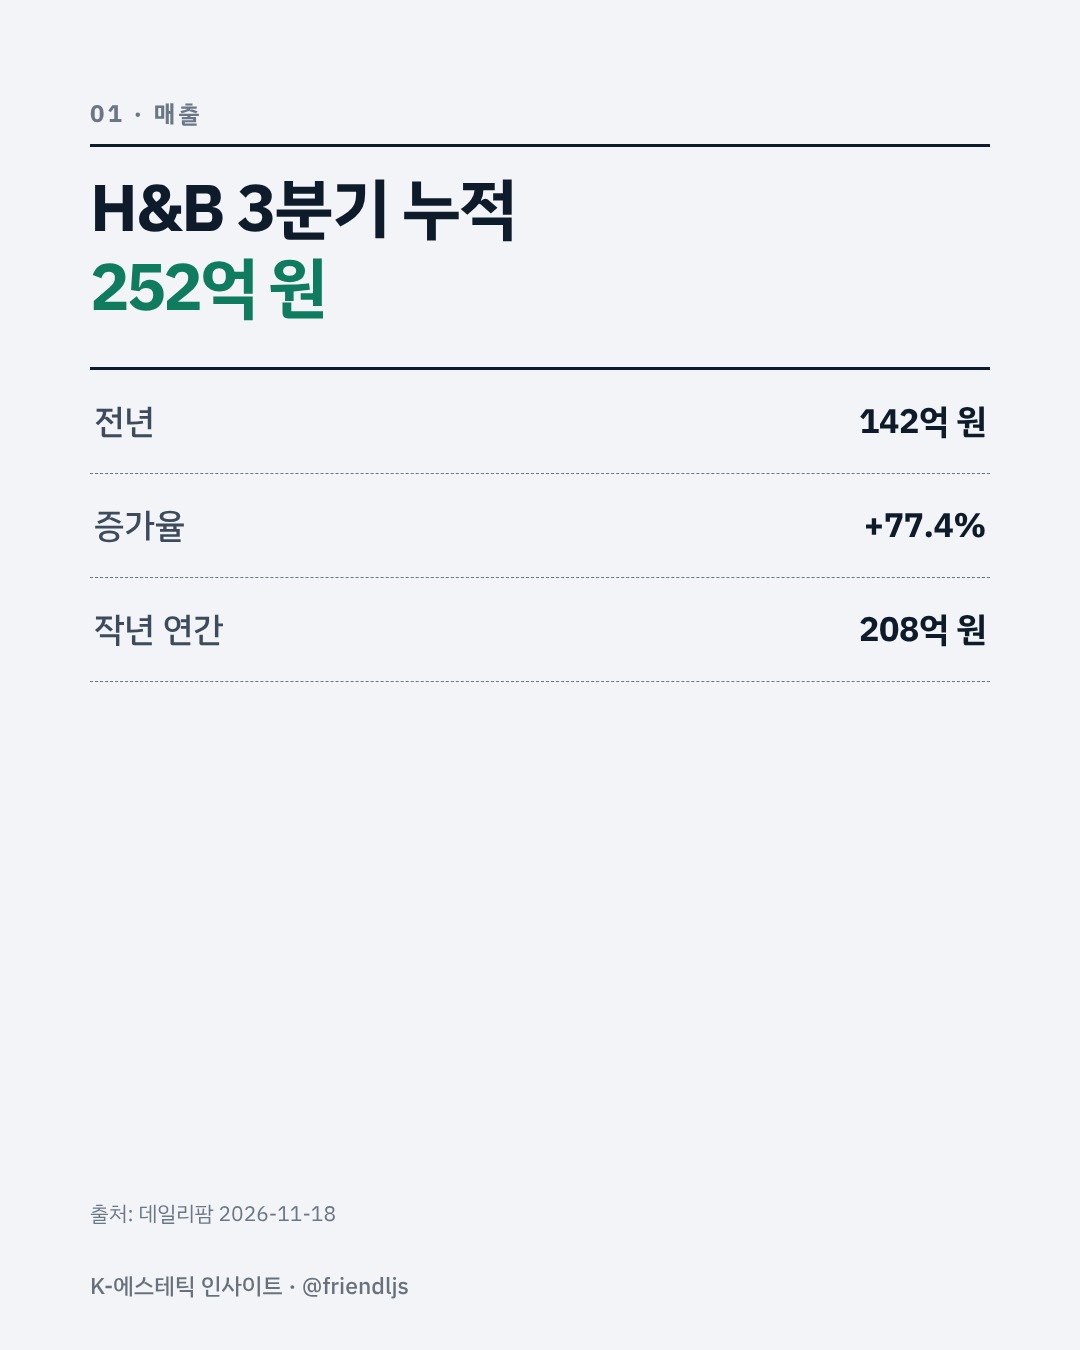 01 · 매출
H&B 3분기 누적
252억 원
전년 142억 원
증가율 +77.4%
작년 연간 208억 원
출처: 데일리팜 2026-11-18
K-에스테틱 인사이트 · @friendljs